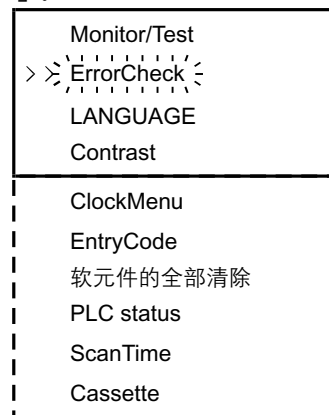 Monitor/Test
ErrorCheck
LANGUAGE
Contrast
ClockMenu
EntryCode
软元件的全部清除
PLC status
ScanTime
Cassette